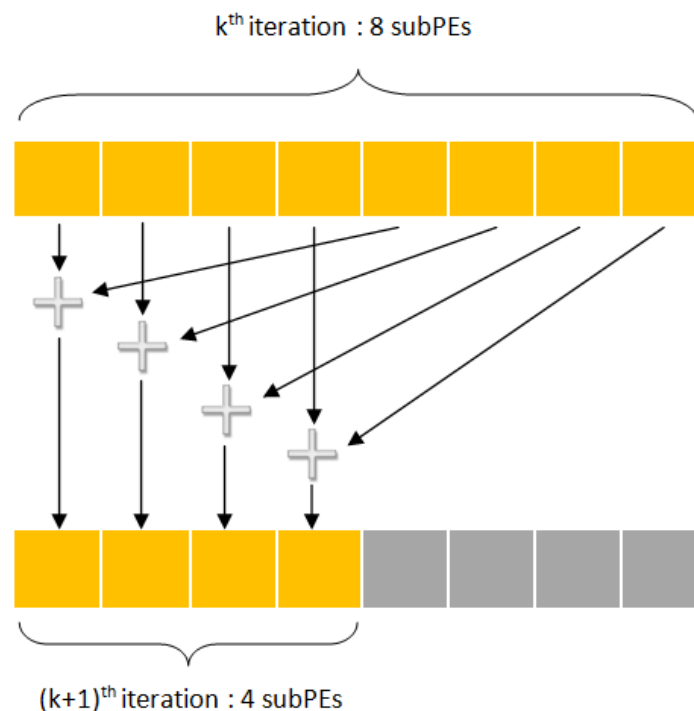 kth iteration : 8 subPEs
(k+1)th iteration : 4 subPEs